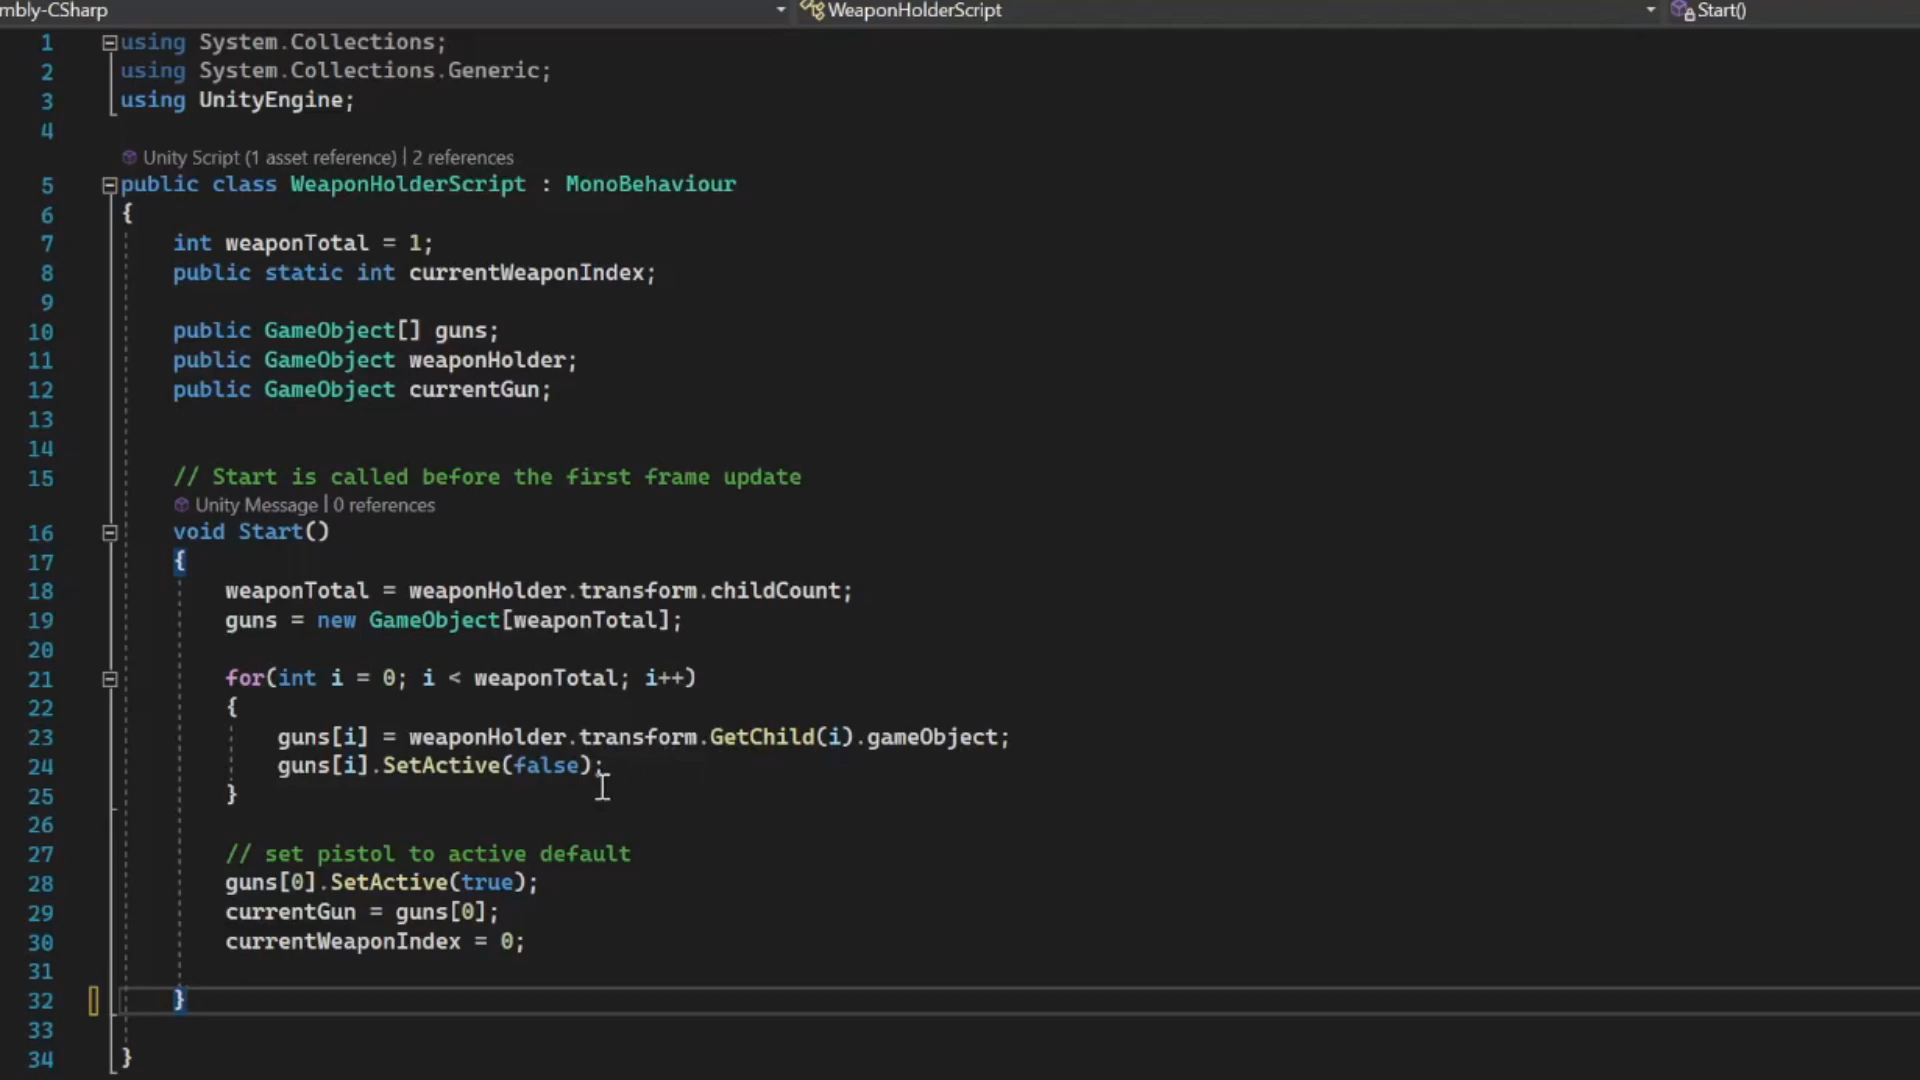 mbly-CSharp
WeaponHolderScript
Start()
1 using System.Collections;
2 using System.Collections.Generic;
3 using UnityEngine;
4
Unity Script (1 asset reference) | 2 references
5 public class WeaponHolderScript : MonoBehaviour
6 {
7 int weaponTotal = 1;
8 public static int currentWeaponIndex;
9
10 public GameObject[] guns;
11 public GameObject weaponHolder;
12 public GameObject currentGun;
13
14
15 // Start is called before the first frame update
Unity Message | 0 references
16 void Start()
17 {
18 weaponTotal = weaponHolder.transform.childCount;
19 guns = new GameObject[weaponTotal];
20
21 for(int i = 0; i < weaponTotal; i++)
22 {
23 guns[i] = weaponHolder.transform.GetChild(i).gameObject;
24 guns[i].SetActive(false);
25 }
26
27 // set pistol to active default
28 guns[0].SetActive(true);
29 currentGun = guns[0];
30 currentWeaponIndex = 0;
31
32 }
33
34 }